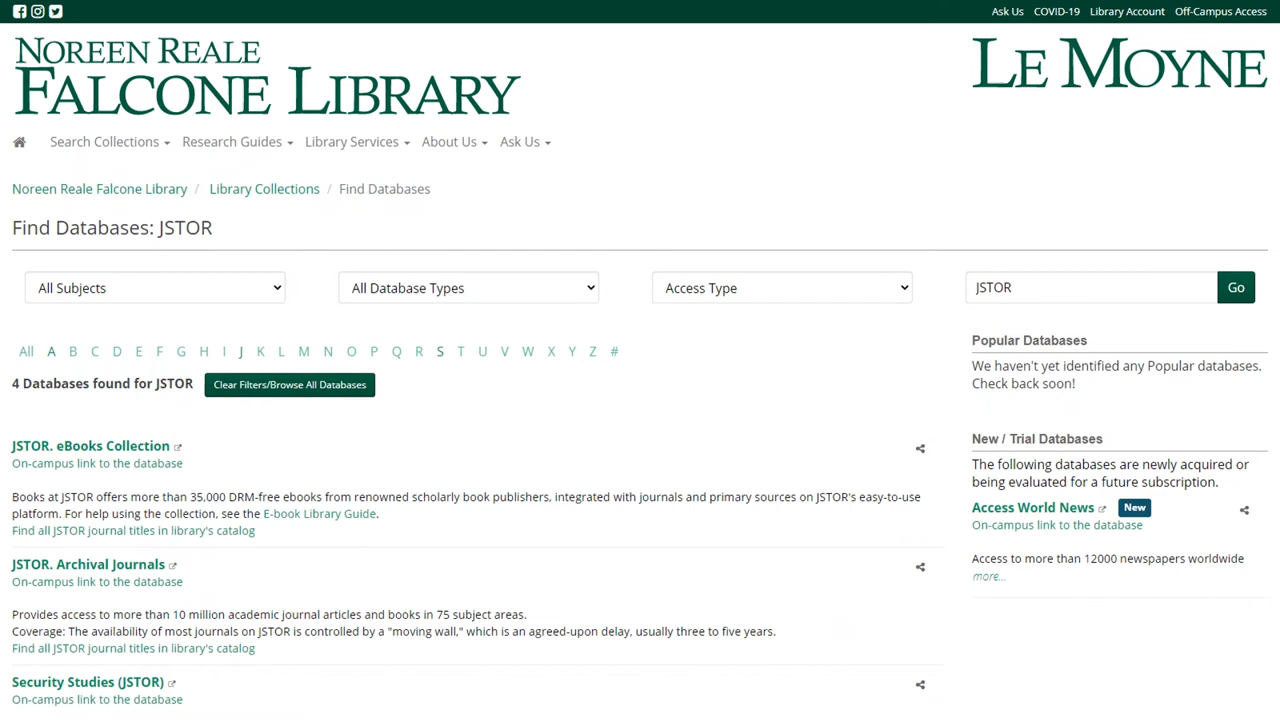 Ask Us COVID-19 Library Account Off-Campus Access
NOREEN REALE
FALCONE LIBRARY
LE MOYNE
Search Collections Research Guides Library Services About Us Ask Us
Noreen Reale Falcone Library / Library Collections / Find Databases
Find Databases: JSTOR
All Subjects All Database Types Access Type JSTOR Go
All A B C D E F G H I J K L M N O P Q R S T U V W X Y Z #
4 Databases found for JSTOR Clear Filters/Browse All Databases
JSTOR. eBooks Collection
On-campus link to the database
Books at JSTOR offers more than 35,000 DRM-free ebooks from renowned scholarly book publishers, integrated with journals and primary sources on JSTOR's easy-to-use
platform. For help using the collection, see the E-book Library Guide.
Find all JSTOR journal titles in library's catalog
JSTOR. Archival Journals
On-campus link to the database
Provides access to more than 10 million academic journal articles and books in 75 subject areas.
Coverage: The availability of most journals on JSTOR is controlled by a "moving wall," which is an agreed-upon delay, usually three to five years.
Find all JSTOR journal titles in library's catalog
Security Studies (JSTOR)
On-campus link to the database
Popular Databases
We haven't yet identified any Popular databases.
Check back soon!
New / Trial Databases
The following databases are newly acquired or
being evaluated for a future subscription.
Access World News New
On-campus link to the database
Access to more than 12000 newspapers worldwide
more...